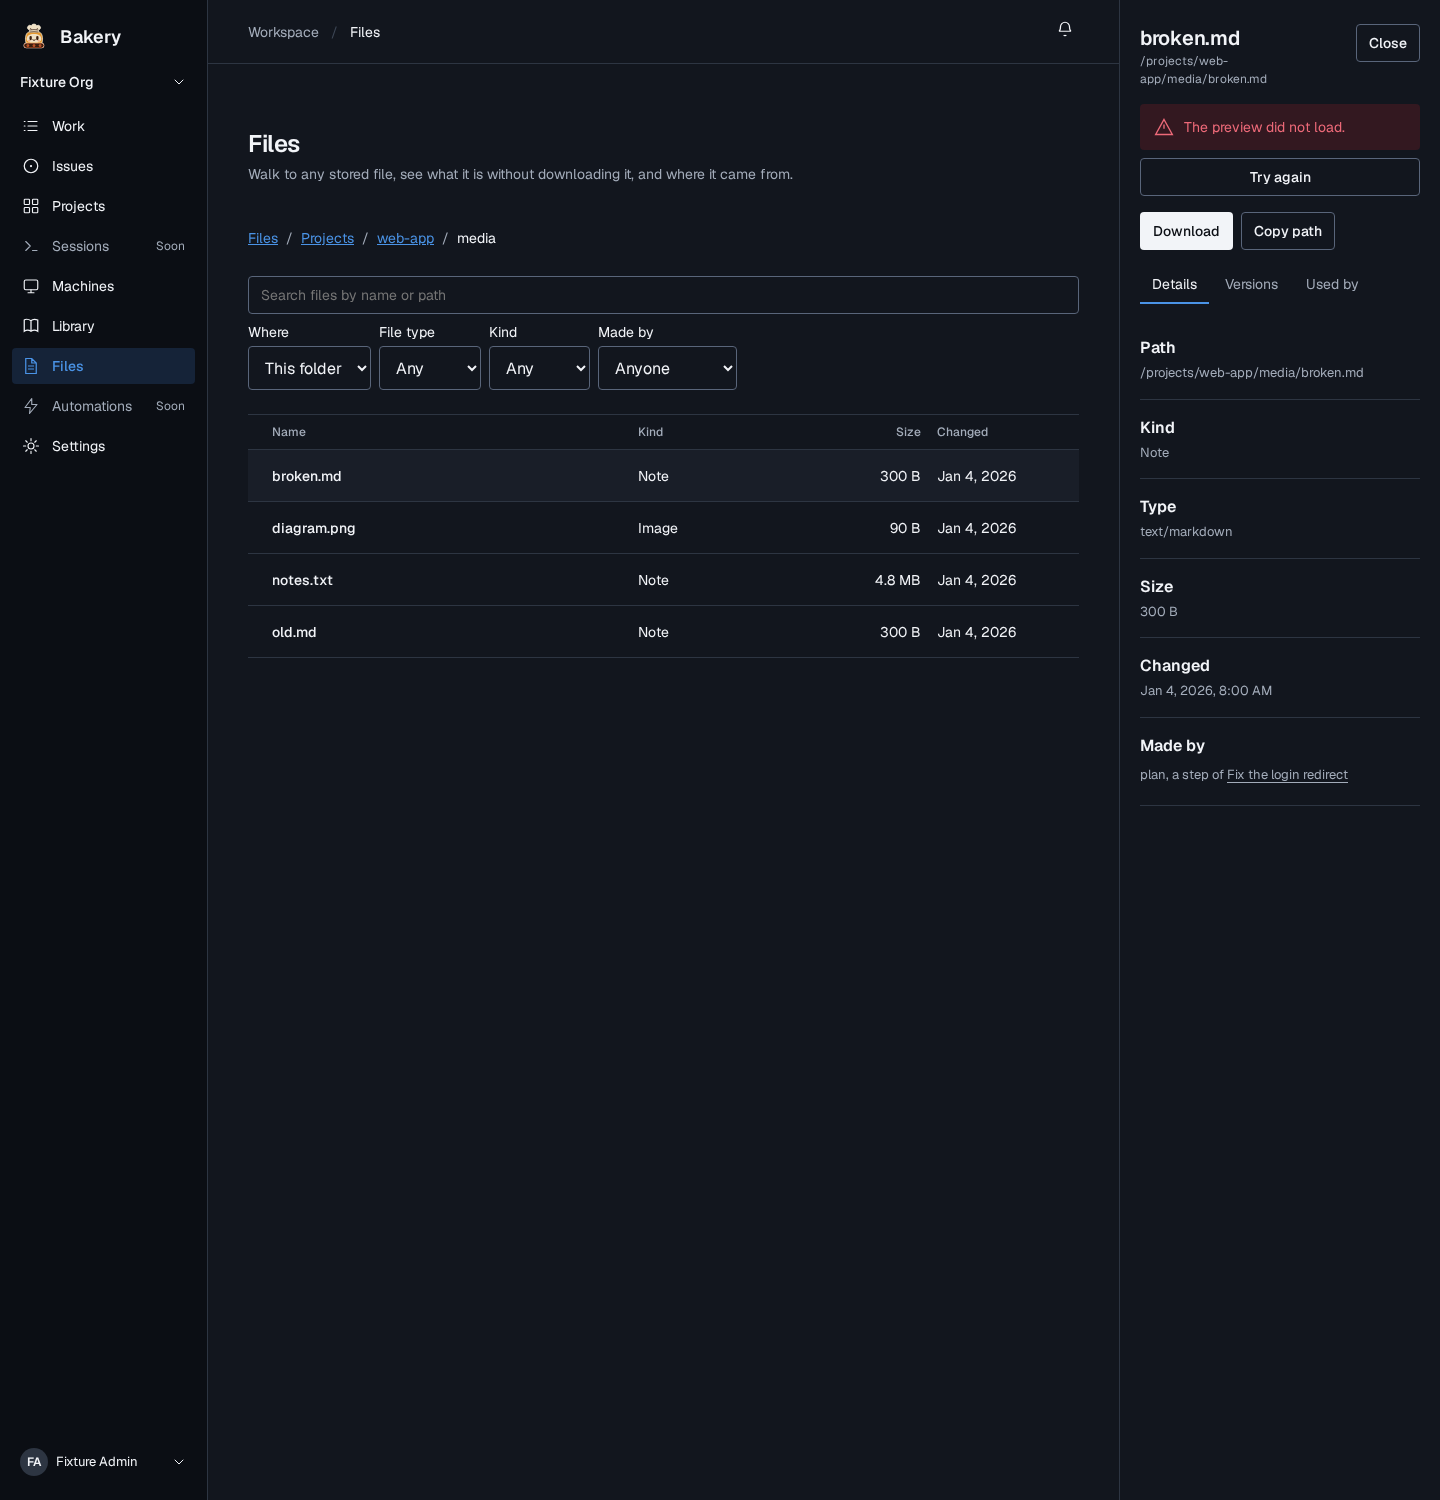 Bakery
Fixture Org
Work
Issues
Projects
Sessions Soon
Machines
Library
Files
Automations Soon
Settings
FA Fixture Admin
Workspace / Files
Files
Walk to any stored file, see what it is without downloading it, and where it came from.
Files / Projects / web-app / media
Search files by name or path
Where File type Kind Made by
This folder Any Any Anyone
Name Kind Size Changed
broken.md Note 300 B Jan 4, 2026
diagram.png Image 90 B Jan 4, 2026
notes.txt Note 4.8 MB Jan 4, 2026
old.md Note 300 B Jan 4, 2026
broken.md
/projects/web-
app/media/broken.md
Close
The preview did not load.
Try again
Download Copy path
Details Versions Used by
Path
/projects/web-app/media/broken.md
Kind
Note
Type
text/markdown
Size
300 B
Changed
Jan 4, 2026, 8:00 AM
Made by
plan, a step of Fix the login redirect